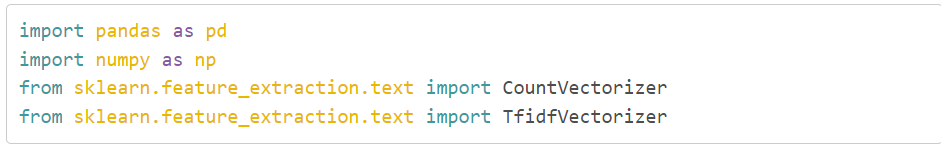 import pandas as pd
import numpy as np
from sklearn.feature_extraction.text import CountVectorizer
from sklearn.feature_extraction.text import TfidfVectorizer